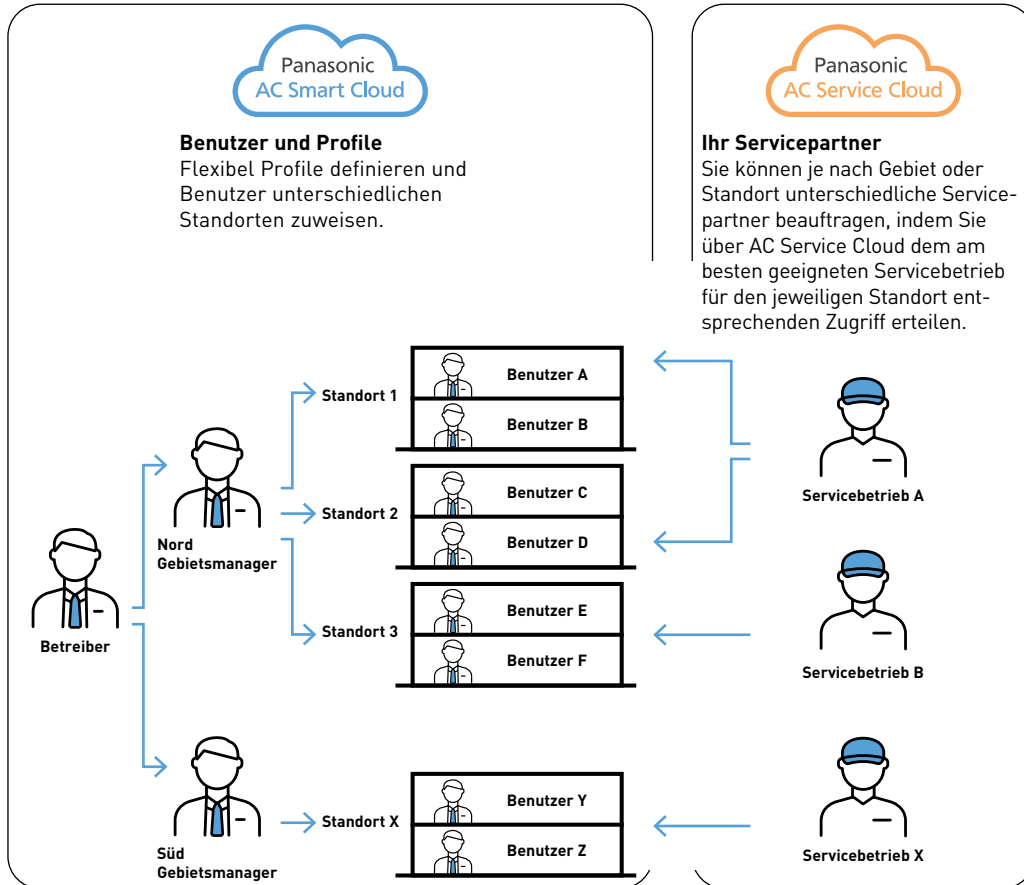 Panasonic
AC Smart Cloud
Benutzer und Profile
Flexibel Profile definieren und
Benutzer unterschiedlichen
Standorten zuweisen.
Panasonic
AC Service Cloud
Ihr Servicepartner
Sie können je nach Gebiet oder
Standort unterschiedliche Service-
partner beauftragen, indem Sie
über AC Service Cloud dem am
besten geeigneten Servicebetrieb
für den jeweiligen Standort ent-
sprechenden Zugriff erteilen.
Betreiber
Nord
Gebietsmanager
Standort 1
Benutzer A
Benutzer B
Standort 2
Benutzer C
Benutzer D
Standort 3
Benutzer E
Benutzer F
Süd
Gebietsmanager
Standort X
Benutzer Y
Benutzer Z
Servicebetrieb A
Servicebetrieb B
Servicebetrieb X